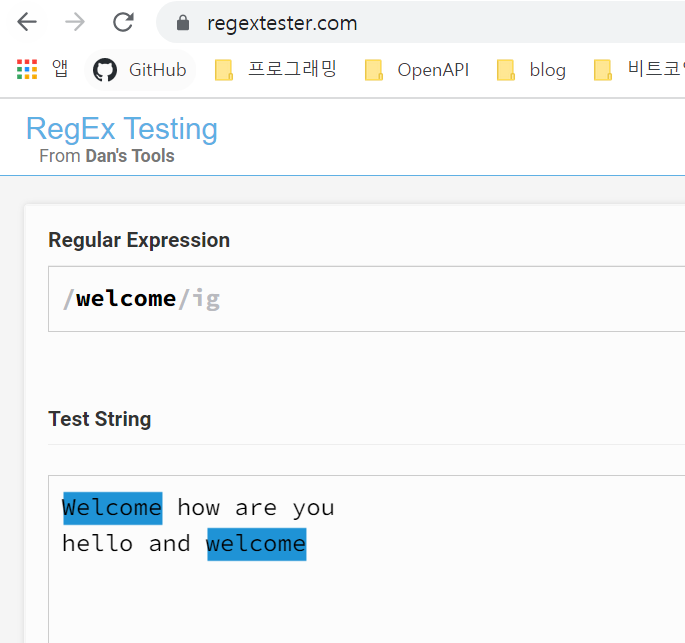 regextester.com
앱 GitHub 프로그래밍 OpenAPI blog 비트코
RegEx Testing
From Dan's Tools
Regular Expression
/welcome/ig
Test String
Welcome how are you
hello and welcome